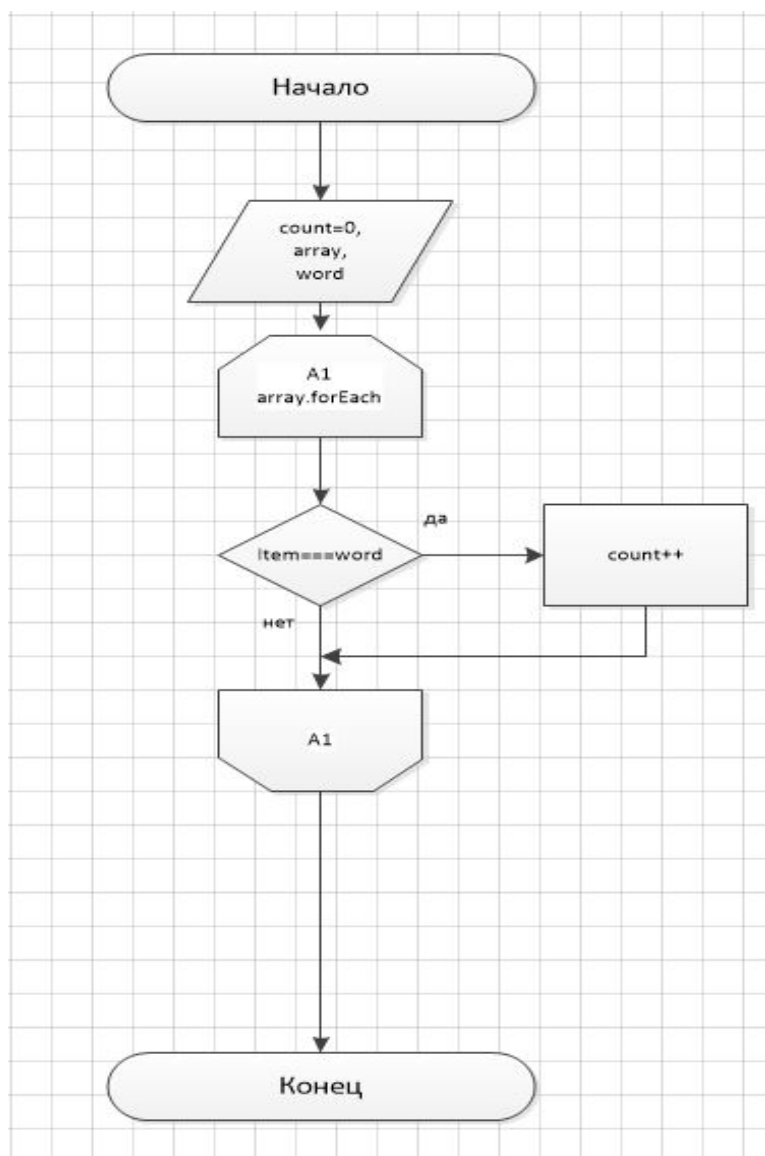 Начало
count=0,
array,
word
A1
array.forEach
Item===word
да
count++
нет
A1
Конец